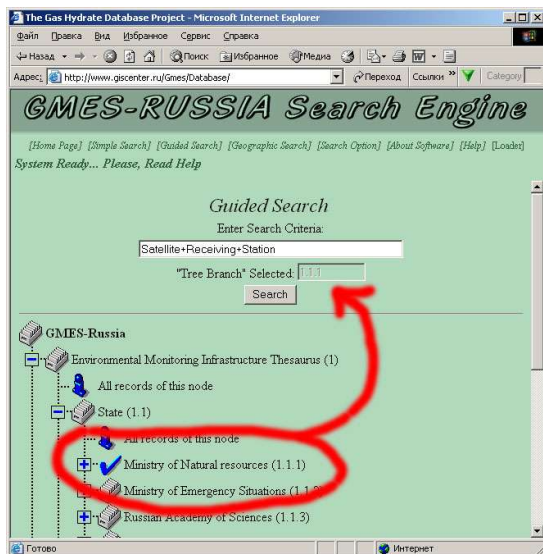 The Gas Hydrate Database Project - Microsoft Internet Explorer
Файл Правка Вид Избранное Сервис Справка
Назад Поиск Избранное Медиа
Адрес: http://www.giscenter.ru/Gmes/Database/ Переход Ссылки » Category
GMES-RUSSIA Search Engine
[Home Page] [Simple Search] [Guided Search] [Geographic Search] [Search Option] [About Software] [Help] [Loader]
System Ready... Please, Read Help
Guided Search
Enter Search Criteria:
Satellite+Receiving+Station
"Tree Branch" Selected: 1.1.1
Search
GMES-Russia
Environmental Monitoring Infrastructure Thesaurus (1)
All records of this node
State (1.1)
All records of this node
Ministry of Natural resources (1.1.1)
Ministry of Emergency Situations
Russian Academy of Sciences (1.1.3)
Готово Интернет